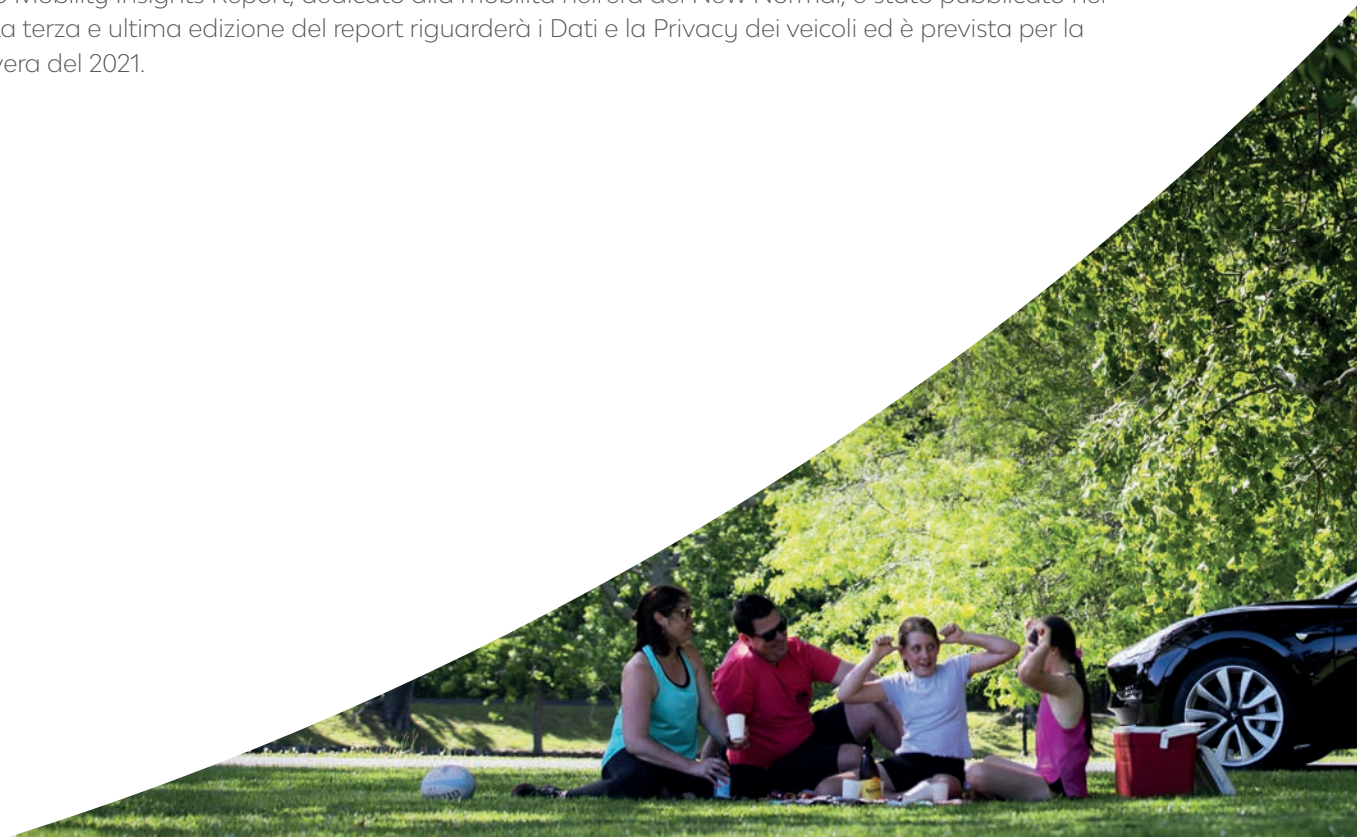 Mobility Insights Report, dedicato alla mobilità nell'era del New Normal, è stato pubblicato nel
a terza e ultima edizione del report riguarderà i Dati e la Privacy dei veicoli ed è prevista per la
vera del 2021.